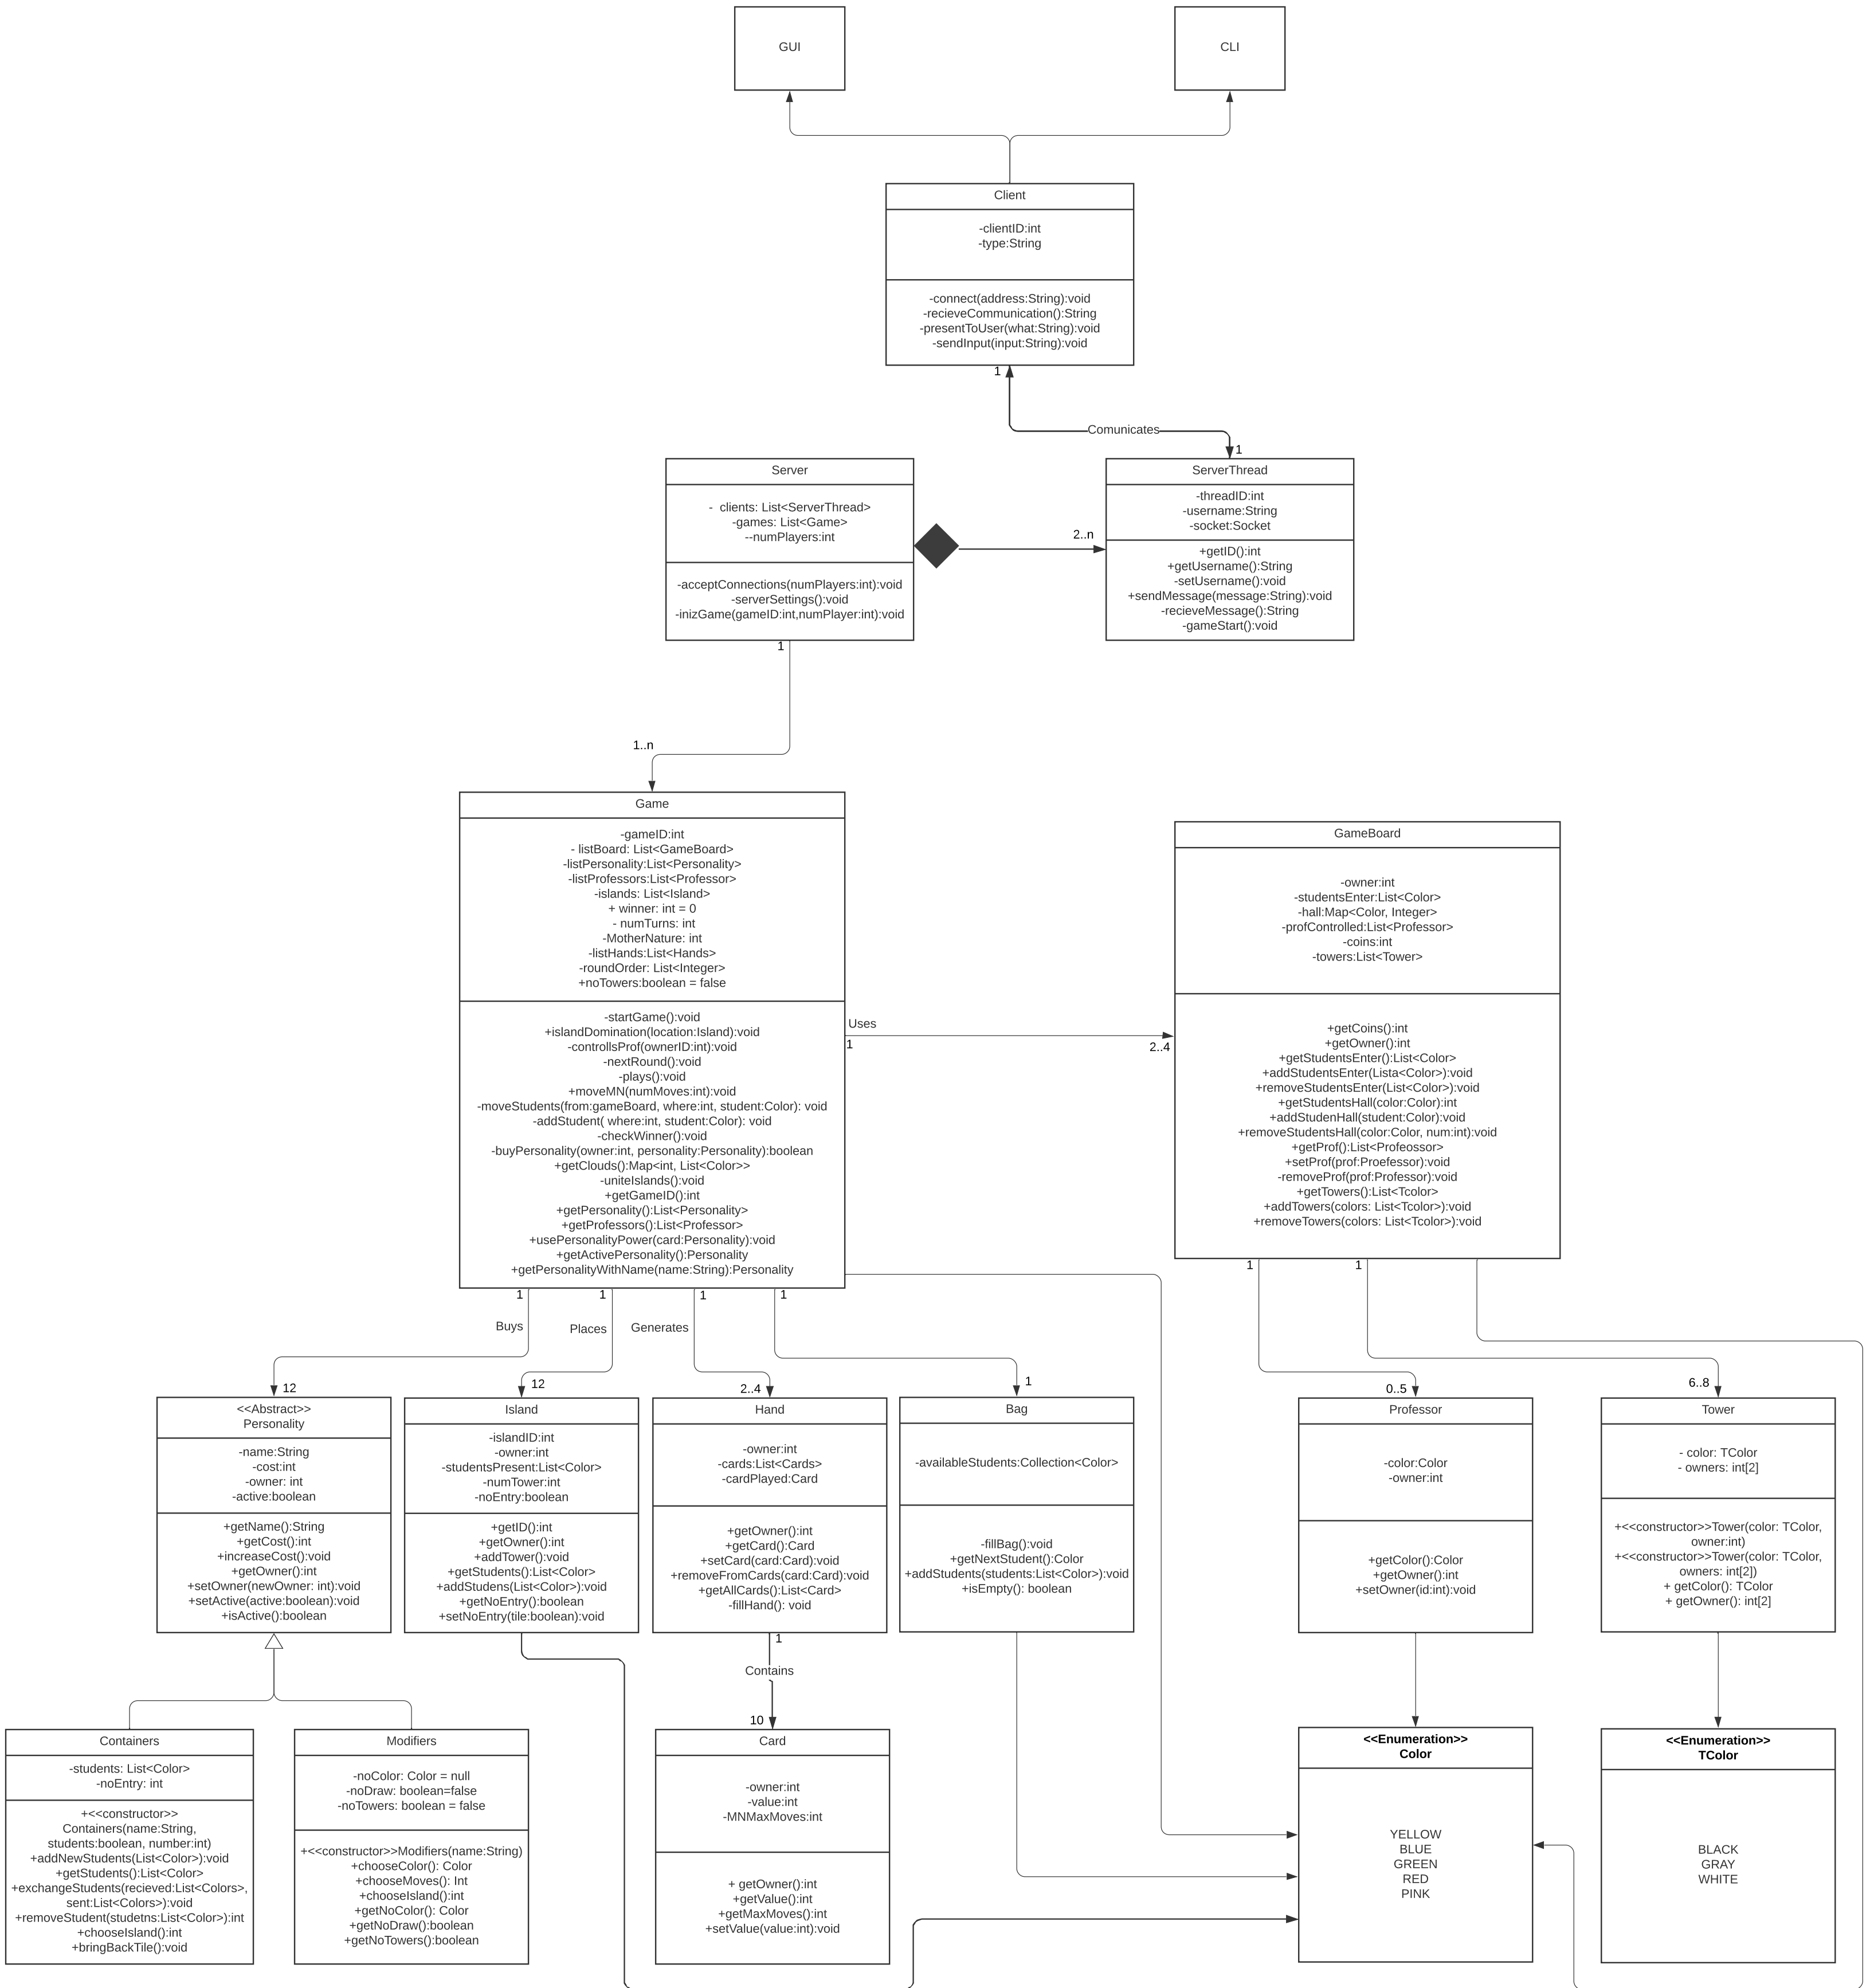 GUI
CLI
Client
-clientID:int
-type:String
-connect(address:String):void
-recieveCommunication():String
-presentToUser(what:String):void
-sendInput(input:String):void
1
Comunicates
1
Server
-  clients: List<ServerThread>
-games: List<Game>
--numPlayers:int
-acceptConnections(numPlayers:int):void
-serverSettings():void
-inizGame(gameID:int,numPlayer:int):void
2..n
ServerThread
-threadID:int
-username:String
-socket:Socket
+getID():int
+getUsername():String
-setUsername():void
+sendMessage(message:String):void
-recieveMessage():String
-gameStart():void
1
1..n
Game
-gameID:int
- listBoard: List<GameBoard>
-listPersonality:List<Personality>
-listProfessors:List<Professor>
-islands: List<Island>
+ winner: int = 0
- numTurns: int
-MotherNature: int
-listHands:List<Hands>
-roundOrder: List<Integer>
+noTowers:boolean = false
-startGame():void
+islandDomination(location:Island):void
-controllsProf(ownerID:int):void
-nextRound():void
-plays():void
+moveMN(numMoves:int):void
-moveStudents(from:gameBoard, where:int, student:Color): void
-addStudent( where:int, student:Color): void
-checkWinner():void
-buyPersonality(owner:int, personality:Personality):boolean
+getClouds():Map<int, List<Color>>
-uniteIslands():void
+getGameID():int
+getPersonality():List<Personality>
+getProfessors():List<Professor>
+usePersonalityPower(card:Personality):void
+getActivePersonality():Personality
+getPersonalityWithName(name:String):Personality
Uses
1
2..4
GameBoard
-owner:int
-studentsEnter:List<Color>
-hall:Map<Color, Integer>
-profControlled:List<Professor>
-coins:int
-towers:List<Tower>
+getCoins():int
+getOwner():int
+getStudentsEnter():List<Color>
+addStudentsEnter(Lista<Color>):void
+removeStudentsEnter(List<Color>):void
+getStudentsHall(color:Color):int
+addStudenHall(student:Color):void
+removeStudentsHall(color:Color, num:int):void
+getProf():List<Profeossor>
+setProf(prof:Proefessor):void
-removeProf(prof:Professor):void
+getTowers():List<Tcolor>
+addTowers(colors: List<Tcolor>):void
+removeTowers(colors: List<Tcolor>):void
1
1
1
1
1
1
Buys
Places
Generates
12
12
2..4
1
0..5
6..8
<<Abstract>>
Personality
-name:String
-cost:int
-owner: int
-active:boolean
+getName():String
+getCost():int
+increaseCost():void
+getOwner():int
+setOwner(newOwner: int):void
+setActive(active:boolean):void
+isActive():boolean
Island
-islandID:int
-owner:int
-studentsPresent:List<Color>
-numTower:int
-noEntry:boolean
+getID():int
+getOwner():int
+addTower():void
+getStudents():List<Color>
+addStudens(List<Color>):void
+getNoEntry():boolean
+setNoEntry(tile:boolean):void
Hand
-owner:int
-cards:List<Cards>
-cardPlayed:Card
+getOwner():int
+getCard():Card
+setCard(card:Card):void
+removeFromCards(card:Card):void
+getAllCards():List<Card>
-fillHand(): void
Bag
-availableStudents:Collection<Color>
-fillBag():void
+getNextStudent():Color
+addStudents(students:List<Color>):void
+isEmpty(): boolean
Professor
-color:Color
-owner:int
+getColor():Color
+getOwner():int
+setOwner(id:int):void
Tower
- color: TColor
- owners: int[2]
+<<constructor>>Tower(color: TColor,
owner:int)
+<<constructor>>Tower(color: TColor,
owners: int[2])
+ getColor(): TColor
+ getOwner(): int[2]
1
Contains
10
Containers
-students: List<Color>
-noEntry: int
+<<constructor>>
Containers(name:String,
students:boolean, number:int)
+addNewStudents(List<Color>):void
+getStudents():List<Color>
+exchangeStudents(recieved:List<Colors>,
sent:List<Colors>):void
+removeStudent(studetns:List<Color>):int
+chooseIsland():int
+bringBackTile():void
Modifiers
-noColor: Color = null
-noDraw: boolean=false
-noTowers: boolean = false
+<<constructor>>Modifiers(name:String)
+chooseColor(): Color
+chooseMoves(): Int
+chooseIsland():int
+getNoColor(): Color
+getNoDraw():boolean
+getNoTowers():boolean
Card
-owner:int
-value:int
-MNMaxMoves:int
+ getOwner():int
+getValue():int
+getMaxMoves():int
+setValue(value:int):void
<<Enumeration>>
Color
YELLOW
BLUE
GREEN
RED
PINK
<<Enumeration>>
TColor
BLACK
GRAY
WHITE